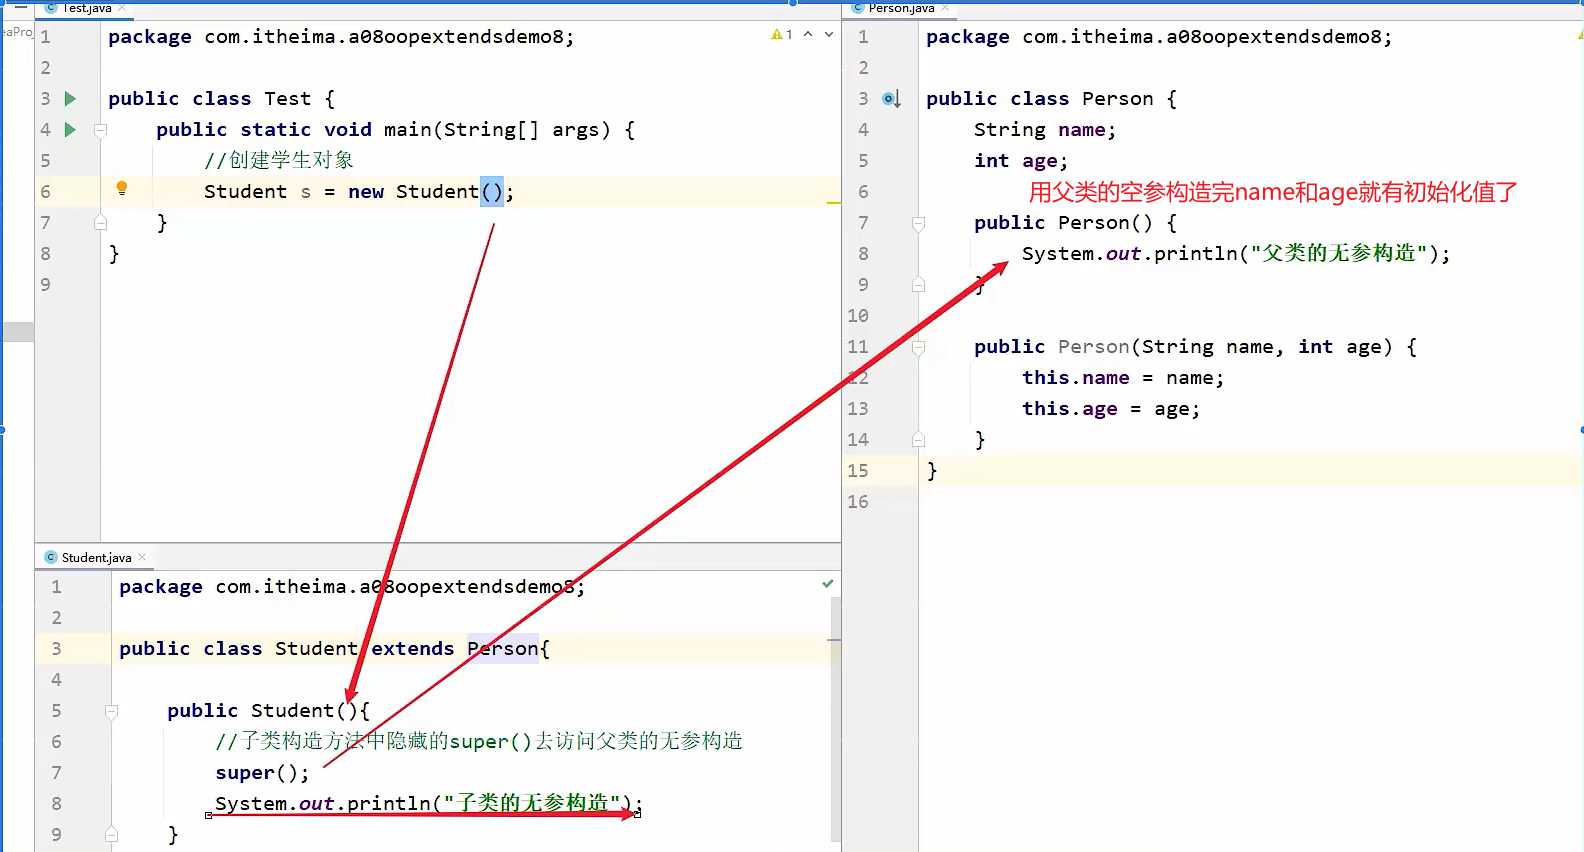 Test.java
eaPro
1 package com.itheima.a08oopextendsdemo8;
1
2
3 public class Test {
4 public static void main(String[] args) {
5 //创建学生对象
6 Student s = new Student();
7 }
8 }
9
Student.java
1 package com.itheima.a08oopextendsdemo8;
2
3 public class Student extends Person{
4
5 public Student(){
6 //子类构造方法中隐藏的super()去访问父类的无参构造
7 super();
8 System.out.println("子类的无参构造");
9 }
Person.java
1 package com.itheima.a08oopextendsdemo8;
2
3 public class Person {
4 String name;
5 int age;
6 用父类的空参构造完name和age就有初始化值了
7 public Person() {
8 System.out.println("父类的无参构造");
9 }
10
11 public Person(String name, int age) {
12 this.name = name;
13 this.age = age;
14 }
15 }
16